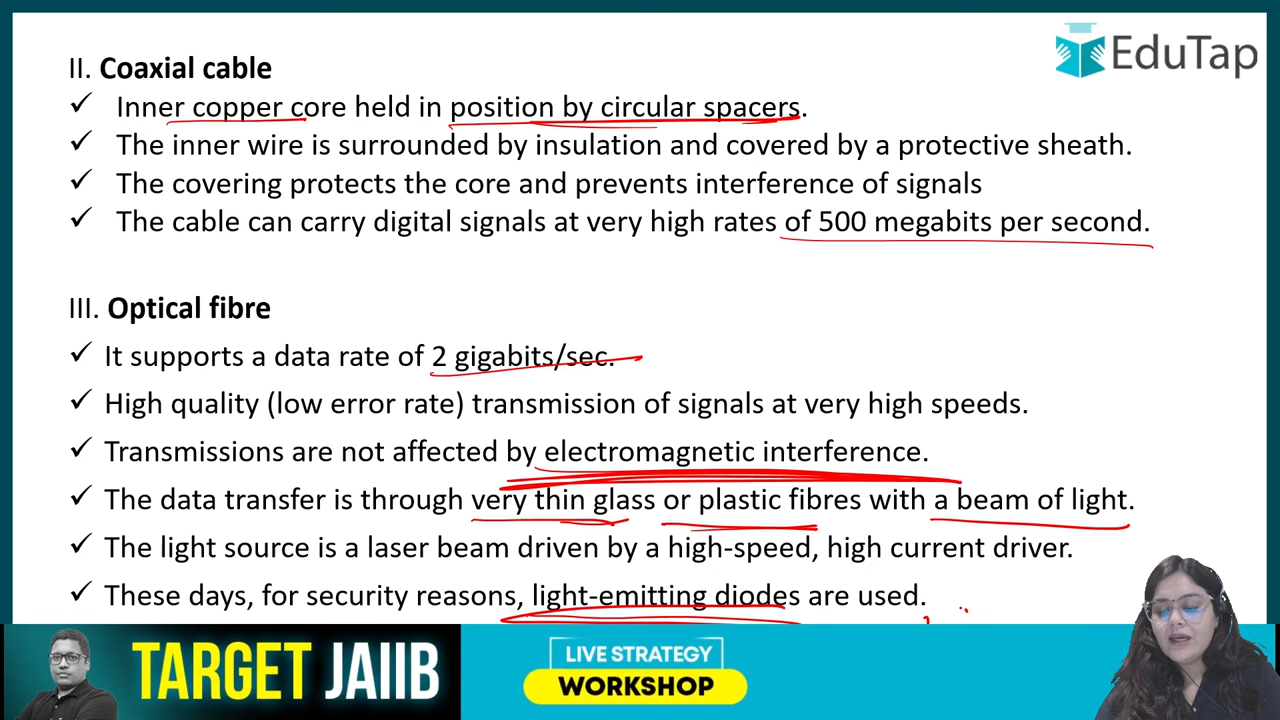 EduTap
II. Coaxial cable
✓ Inner copper core held in position by circular spacers.
✓ The inner wire is surrounded by insulation and covered by a protective sheath.
✓ The covering protects the core and prevents interference of signals
✓ The cable can carry digital signals at very high rates of 500 megabits per second.
III. Optical fibre
✓ It supports a data rate of 2 gigabits/sec.
✓ High quality (low error rate) transmission of signals at very high speeds.
✓ Transmissions are not affected by electromagnetic interference.
✓ The data transfer is through very thin glass or plastic fibres with a beam of light.
✓ The light source is a laser beam driven by a high-speed, high current driver.
✓ These days, for security reasons, light-emitting diodes are used.
TARGET JAIIB
LIVE STRATEGY
WORKSHOP